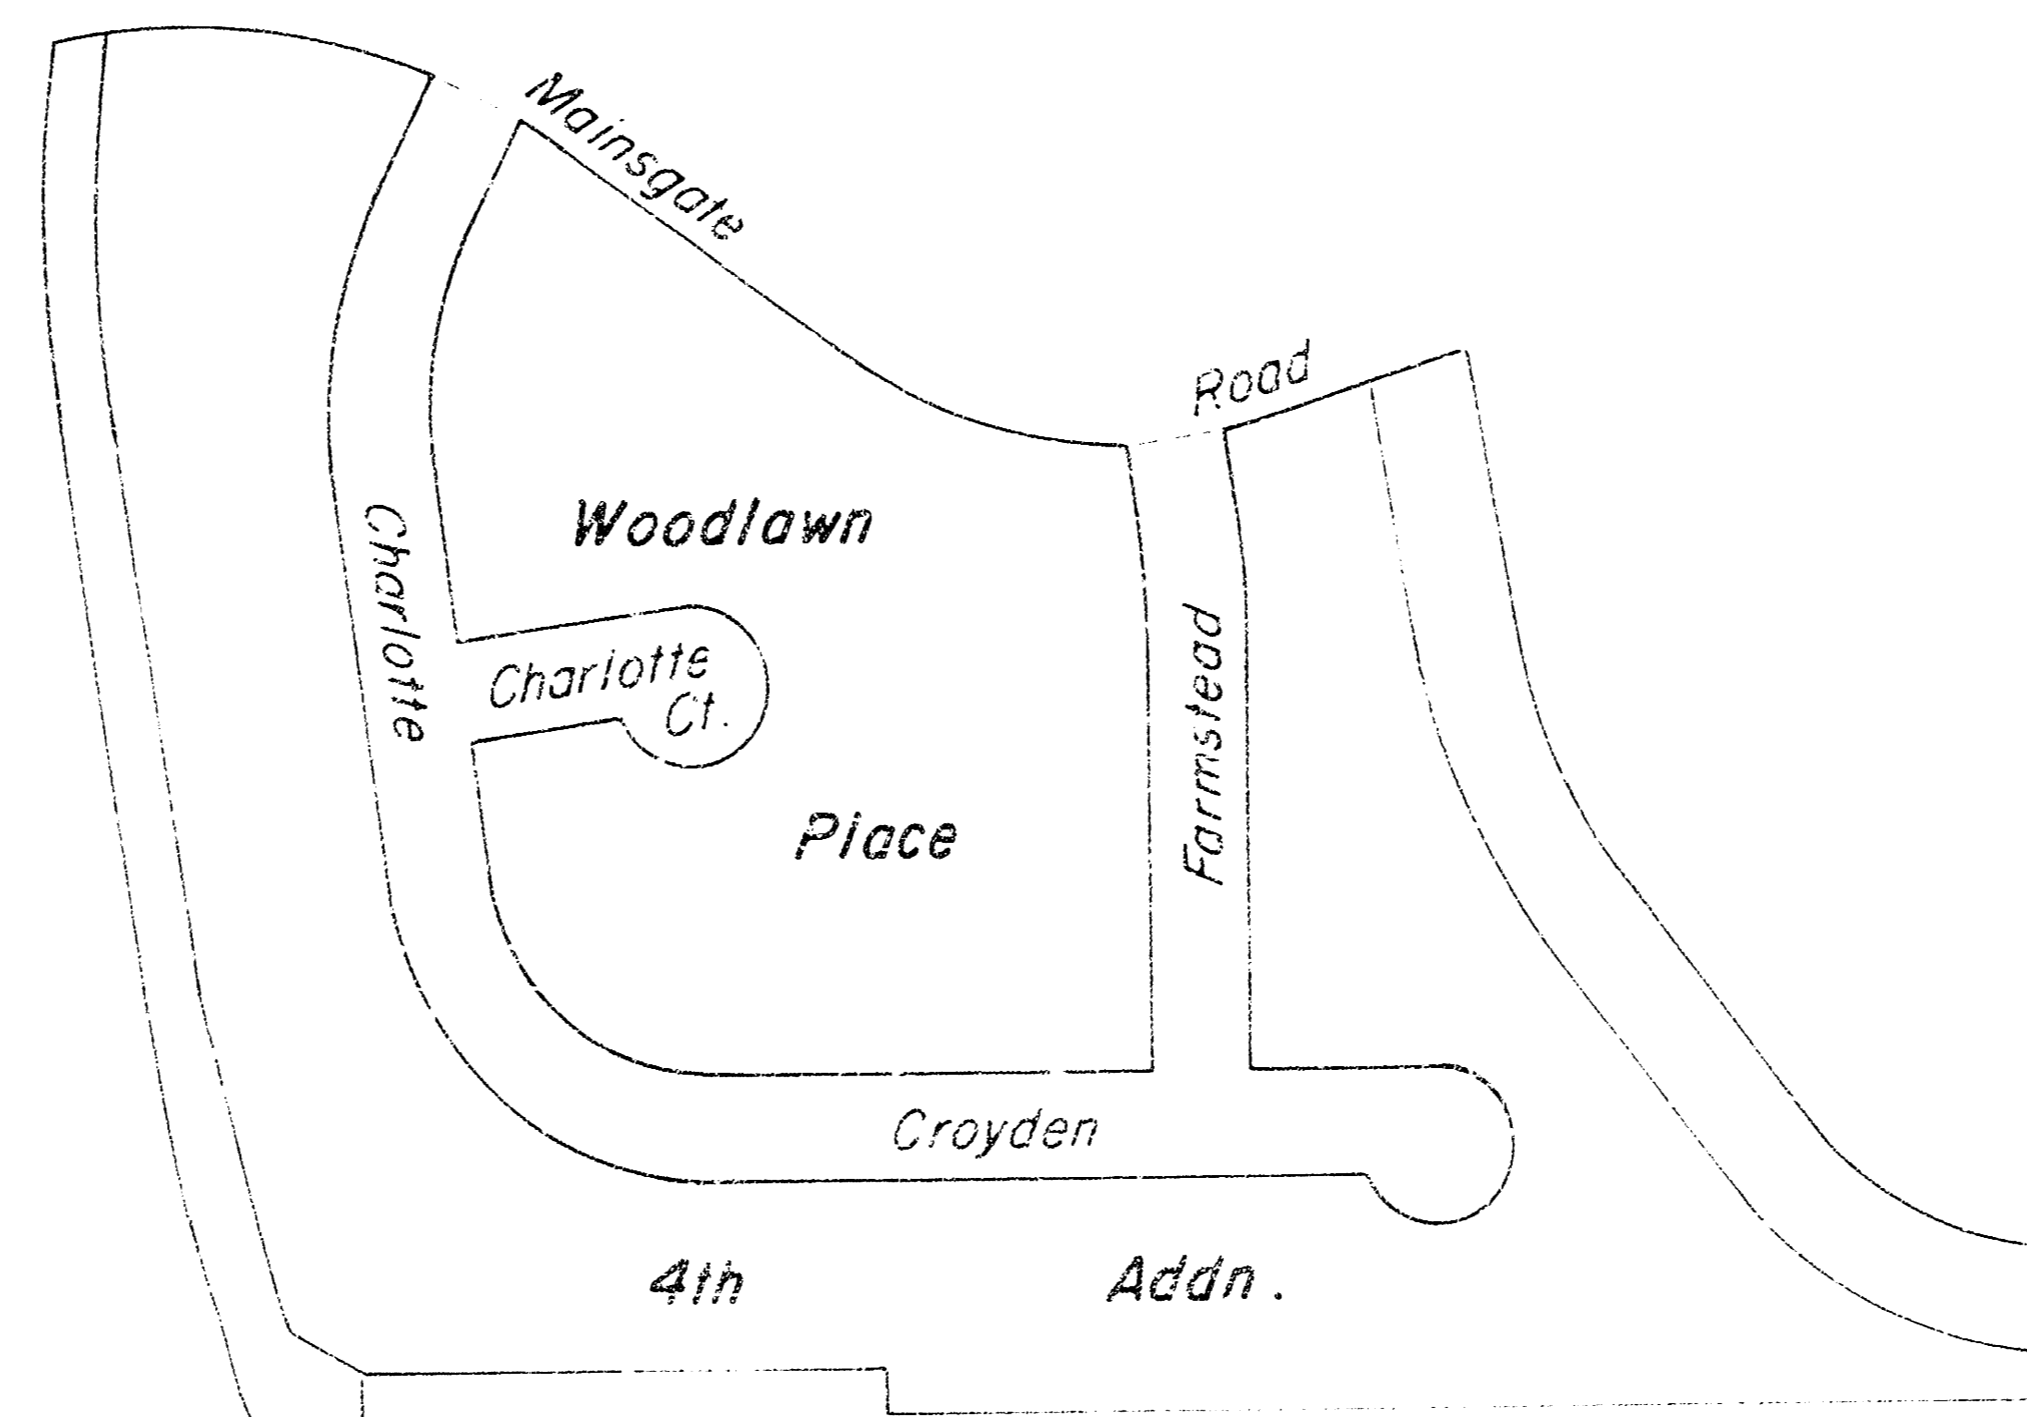 Mainsgate
Road
Woodlawn
Charlotte
Charlotte
Ct.
Farmstead
Place
Croyden
4th Addn.